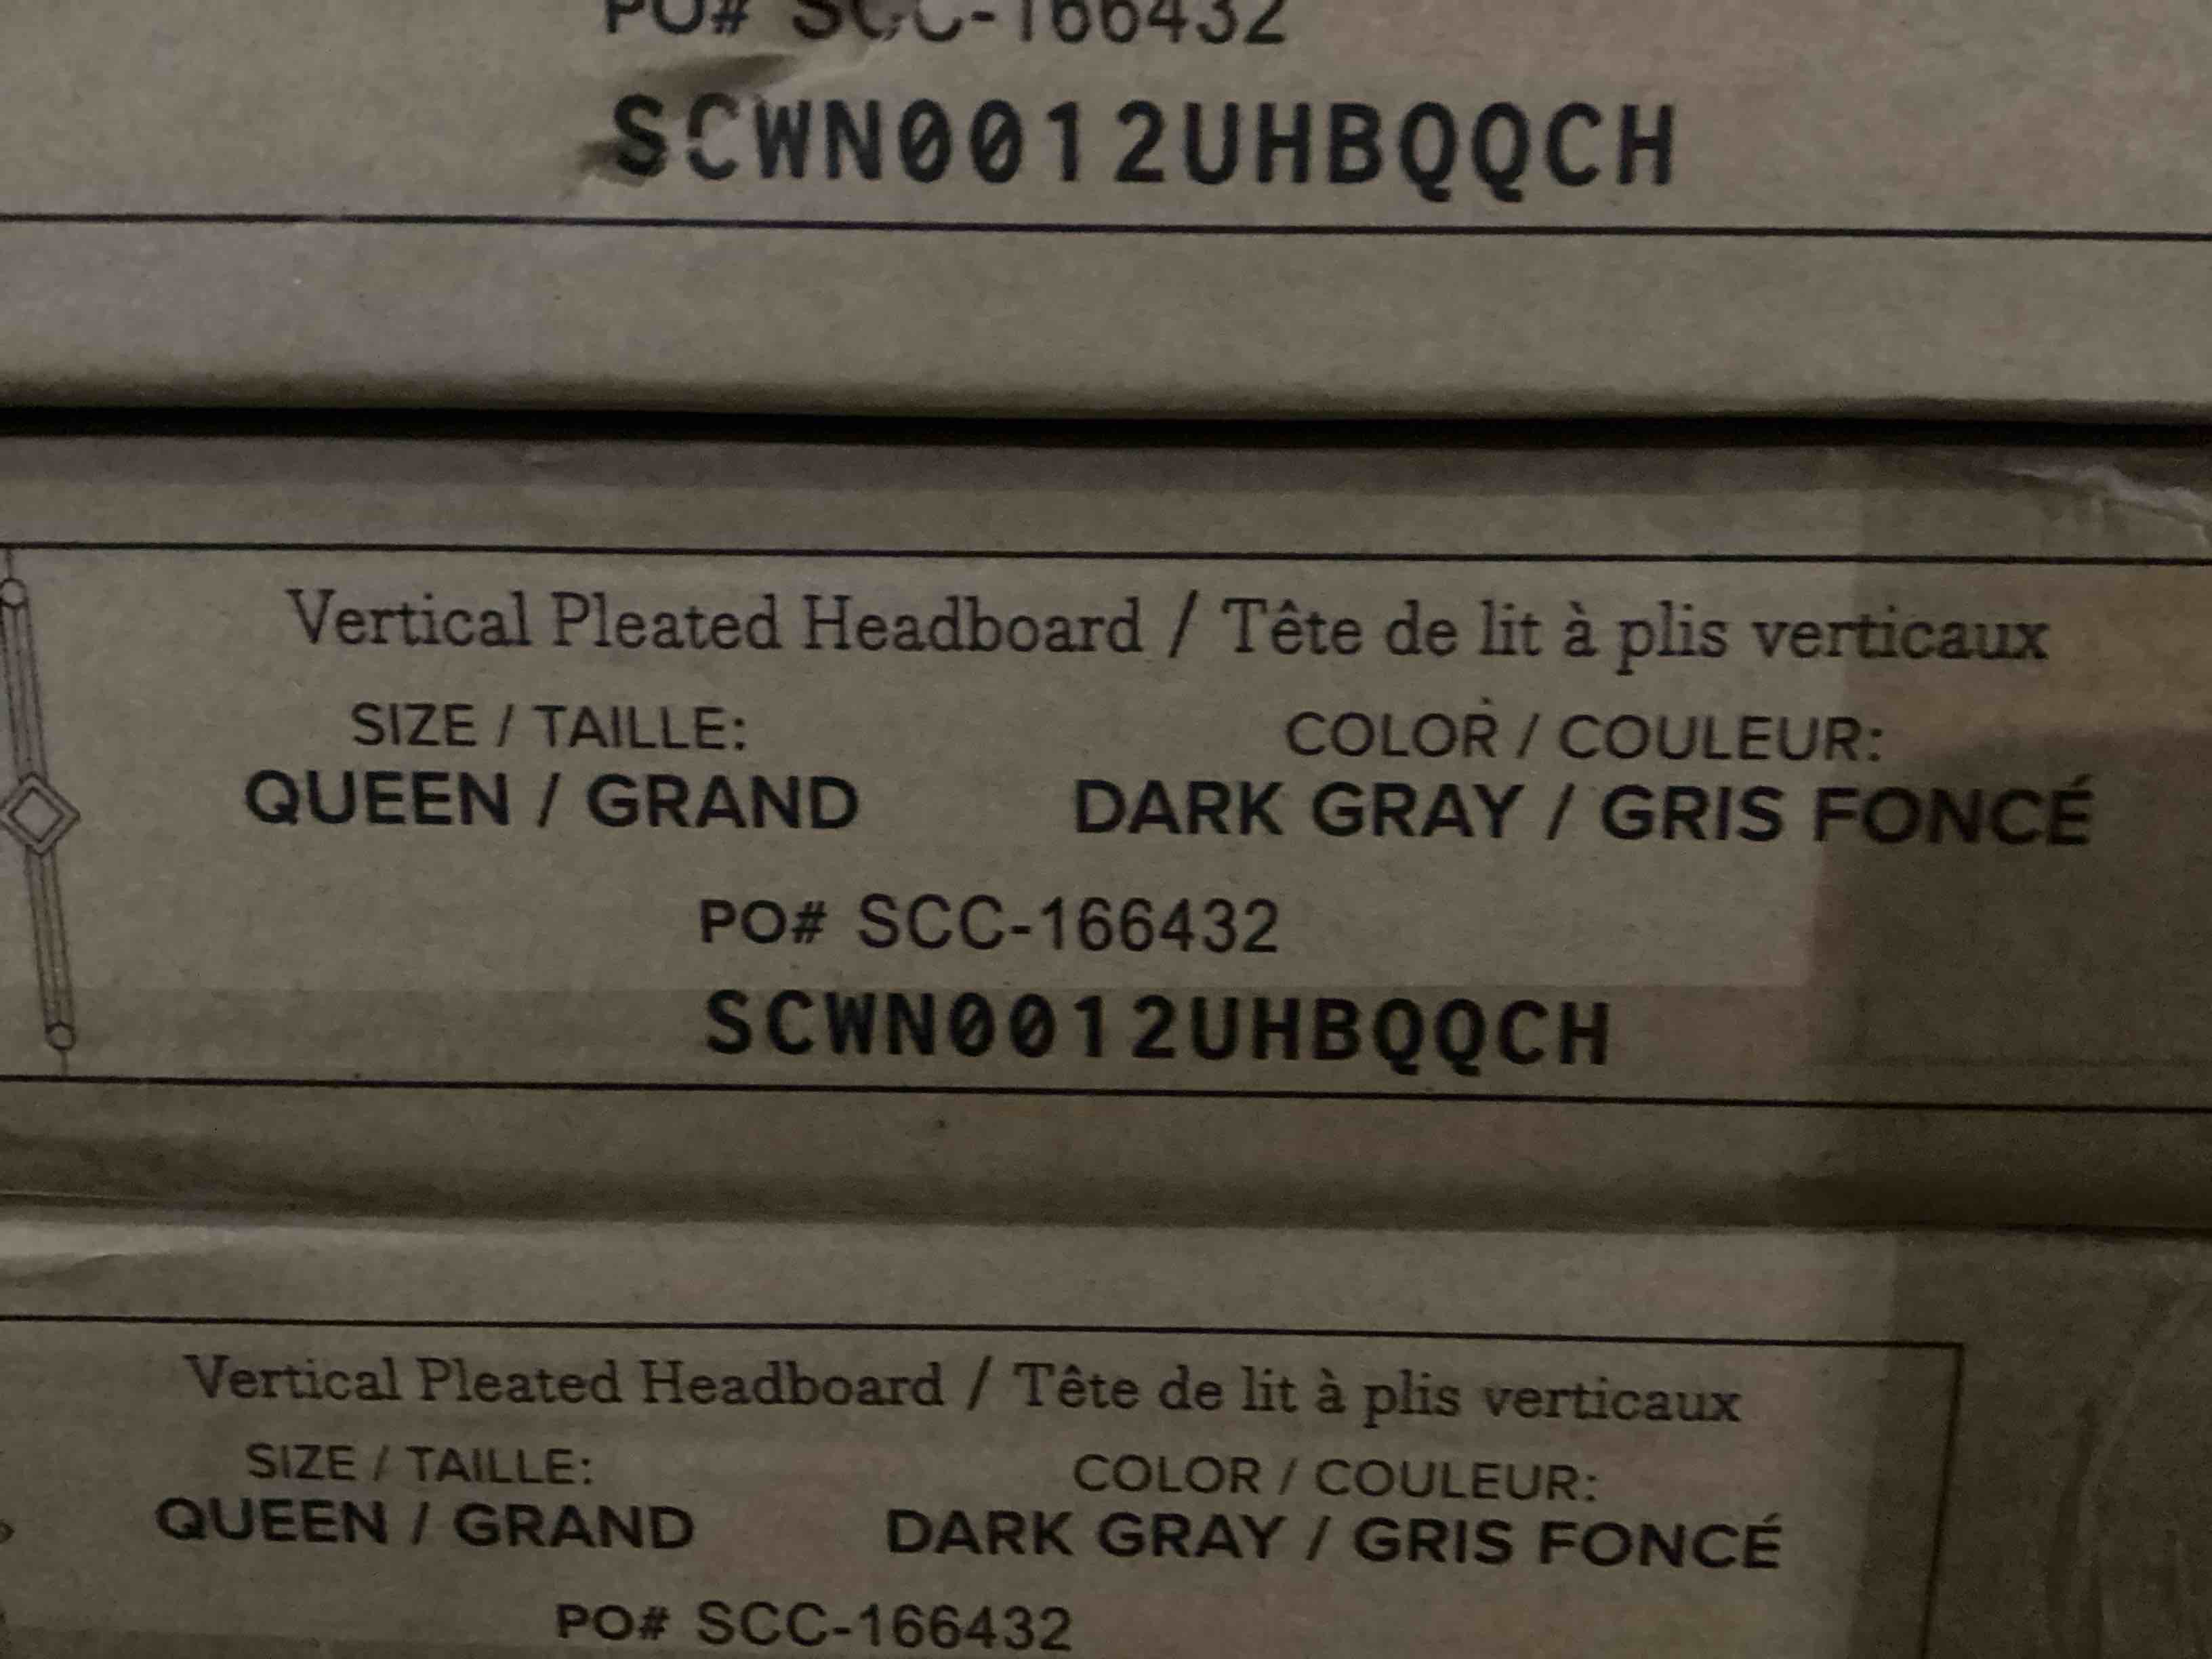 PO# SCC-166432
SCWN0012UHBQQCH
Vertical Pleated Headboard / Tête de lit à plis verticaux
SIZE / TAILLE: COLOR / COULEUR:
QUEEN / GRAND DARK GRAY / GRIS FONCÉ
PO# SCC-166432
SCWN0012UHBQQCH
Vertical Pleated Headboard / Tête de lit à plis verticaux
SIZE / TAILLE: COLOR / COULEUR:
QUEEN / GRAND DARK GRAY / GRIS FONCÉ
PO# SCC-166432